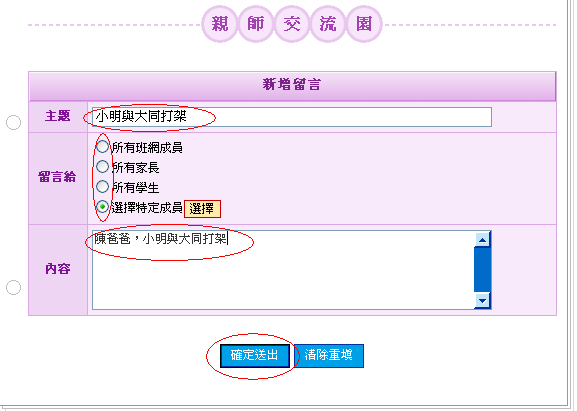 親師交流園
新增留言
主題
小明與大同打架
留言給
所有班網成員
所有家長
所有學生
選擇特定成員 選擇
內容
陳爸爸，小明與大同打架
確定送出 清除重填